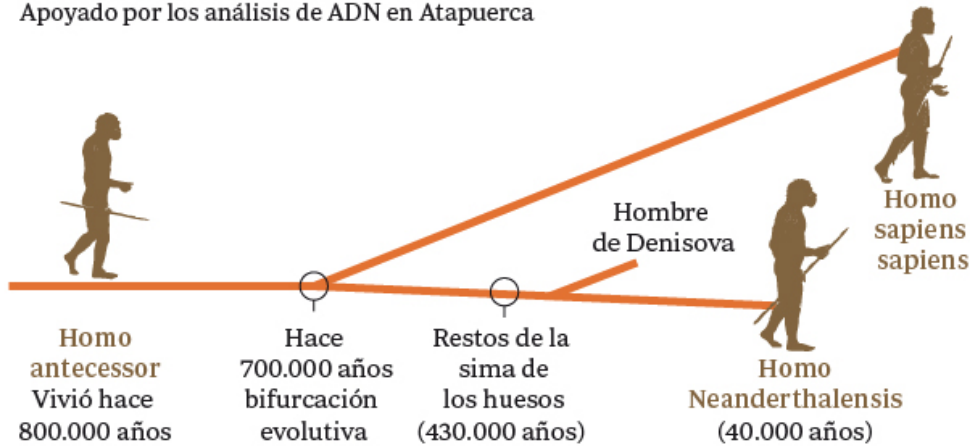 Apoyado por los análisis de ADN en Atapuerca
Homo
sapiens
sapiens
Hombre
de Denisova
Homo
antecessor
Vivió hace
800.000 años
Hace
700.000 años
bifurcación
evolutiva
Restos de la
sima de
los huesos
(430.000 años)
Homo
Neanderthalensis
(40.000 años)